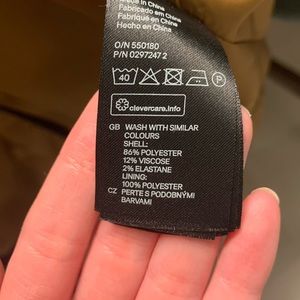 Made in China
Fabricado em China
Fabriqué en Chine
Hecho en China
O/N 550180
P/N 0297247 2
40 P
clevercare.info
GB WASH WITH SIMILAR
COLOURS
SHELL:
86% POLYESTER
12% VISCOSE
2% ELASTANE
LINING:
100% POLYESTER
CZ PERTE S PODOBNÝMI
BARVAMI